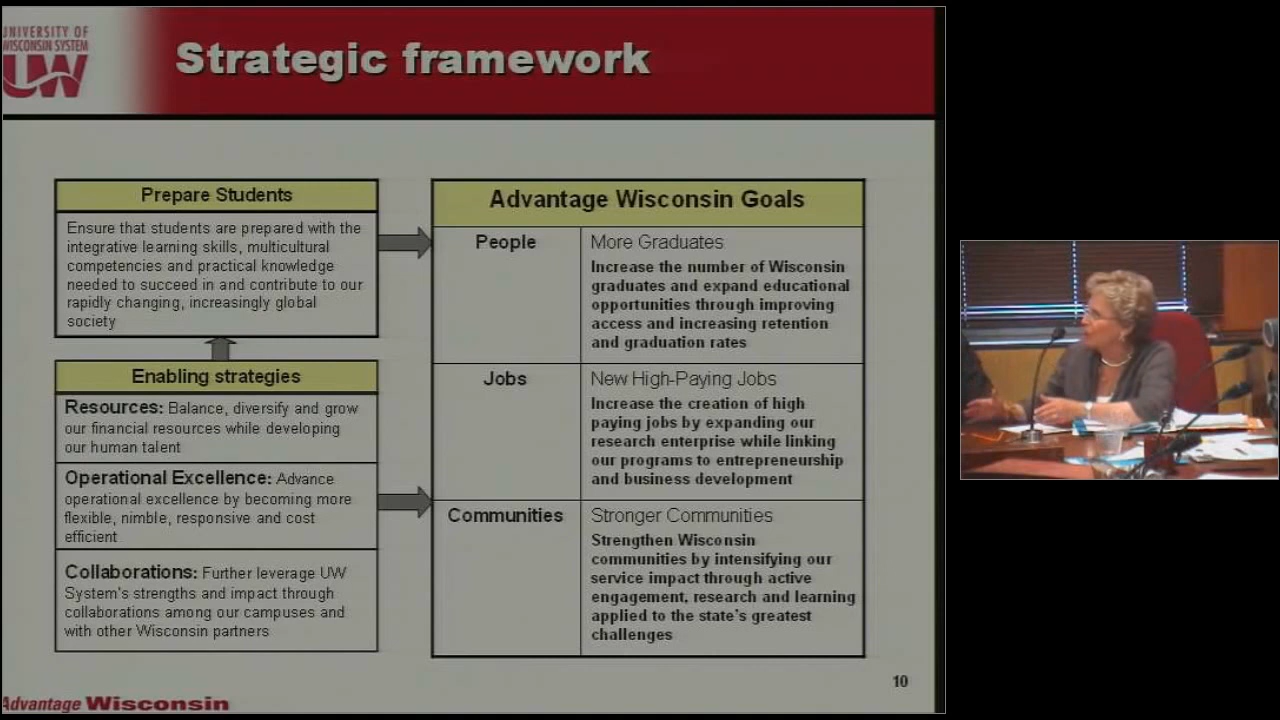 UNIVERSITY OF
WISCONSIN SYSTEM
UW
Strategic framework
Prepare Students
Ensure that students are prepared with the
integrative learning skills, multicultural
competencies and practical knowledge
needed to succeed in and contribute to our
rapidly changing, increasingly global
society
Enabling strategies
Resources: Balance, diversify and grow
our financial resources while developing
our human talent
Operational Excellence: Advance
operational excellence by becoming more
flexible, nimble, responsive and cost
efficient
Collaborations: Further leverage UW
System's strengths and impact through
collaborations among our campuses and
with other Wisconsin partners
Advantage Wisconsin Goals
People
More Graduates
Increase the number of Wisconsin
graduates and expand educational
opportunities through improving
access and increasing retention
and graduation rates
Jobs
New High-Paying Jobs
Increase the creation of high
paying jobs by expanding our
research enterprise while linking
our programs to entrepreneurship
and business development
Communities
Stronger Communities
Strengthen Wisconsin
communities by intensifying our
service impact through active
engagement, research and learning
applied to the state's greatest
challenges
10
Advantage Wisconsin